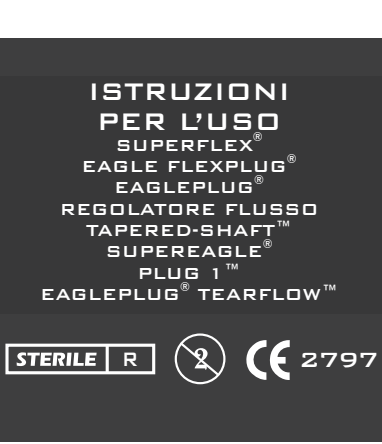 ISTRUZIONI
PER L'USO
SUPERFLEX®
EAGLE FLEXPLUG®
EAGLEPLUG®
REGOLATORE FLUSSO
TAPERED-SHAFT™
SUPEREAGLE®
PLUG 1™
EAGLEPLUG® TEARFLOW™
STERILE R 2 CE 2797